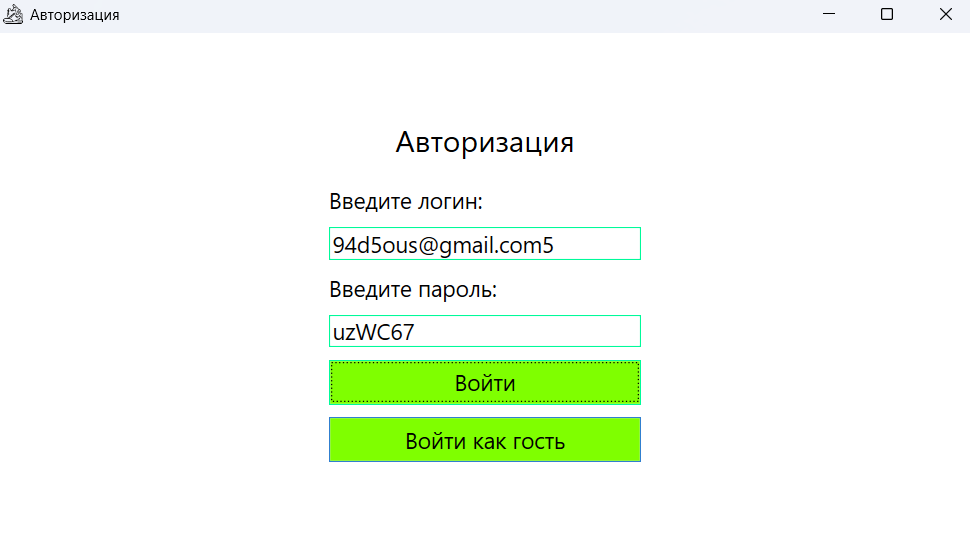 Авторизация
Авторизация
Введите логин:
94d5ous@gmail.com5
Введите пароль:
uzWC67
Войти
Войти как гость